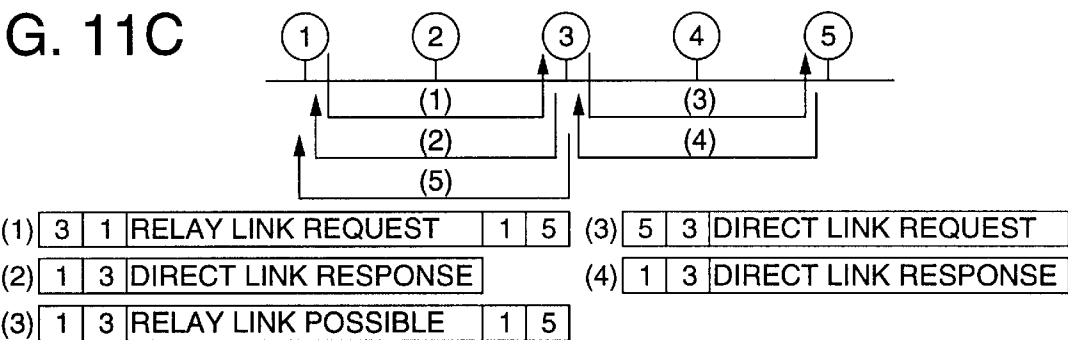 G. 11C
1 2 3 4 5
(1) (3)
(2) (4)
(5)
(1) 3 1 RELAY LINK REQUEST 1 5 (3) 5 3 DIRECT LINK REQUEST
(2) 1 3 DIRECT LINK RESPONSE (4) 1 3 DIRECT LINK RESPONSE
(3) 1 3 RELAY LINK POSSIBLE 1 5